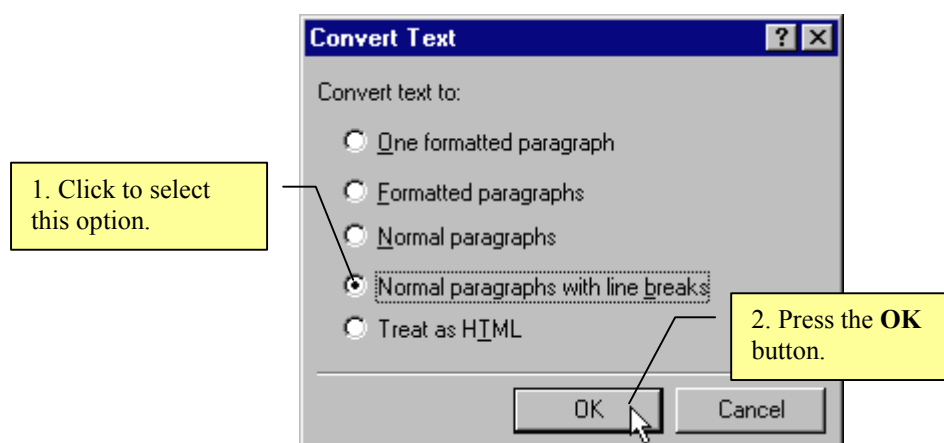 Convert Text
Convert text to:
One formatted paragraph
Formatted paragraphs
Normal paragraphs
Normal paragraphs with line breaks
Treat as HTML
OK
Cancel
1. Click to select
this option.
2. Press the OK
button.